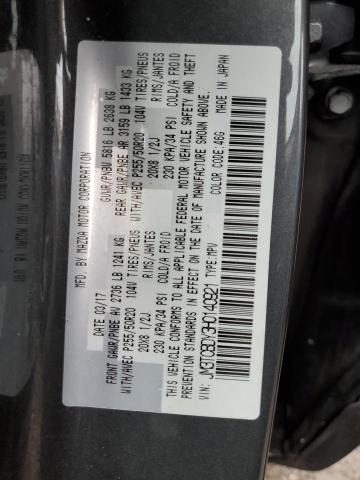 MFD. BY MAZDA MOTOR CORPORATION
03/17 GVWR/PNBV 5816 LB 2638 KG
FRONT GAWR/PNBE AV 2736 LB 1241 KG REAR GAWR/PNBE AR 3159 LB 1433 KG
WITH/AVEC P255/50R20 104V TIRES/PNEUS WITH/AVEC P255/50R20 104V TIRES/PNEUS
20X8 1/2J RIMS/JANTES 20X8 1/2J RIMS/JANTES
230 KPA/34 PSI COLD/A FROID 230 KPA/34 PSI COLD/A FROID
THIS VEHICLE CONFORMS TO ALL APPLICABLE FEDERAL MOTOR VEHICLE SAFETY AND THEFT
PREVENTION STANDARDS IN EFFECT ON THE DATE OF MANUFACTURE SHOWN ABOVE.
VIN: JM3TCBDY3H0140921 COLOR:46G MADE IN JAPAN
TYPE:MPV